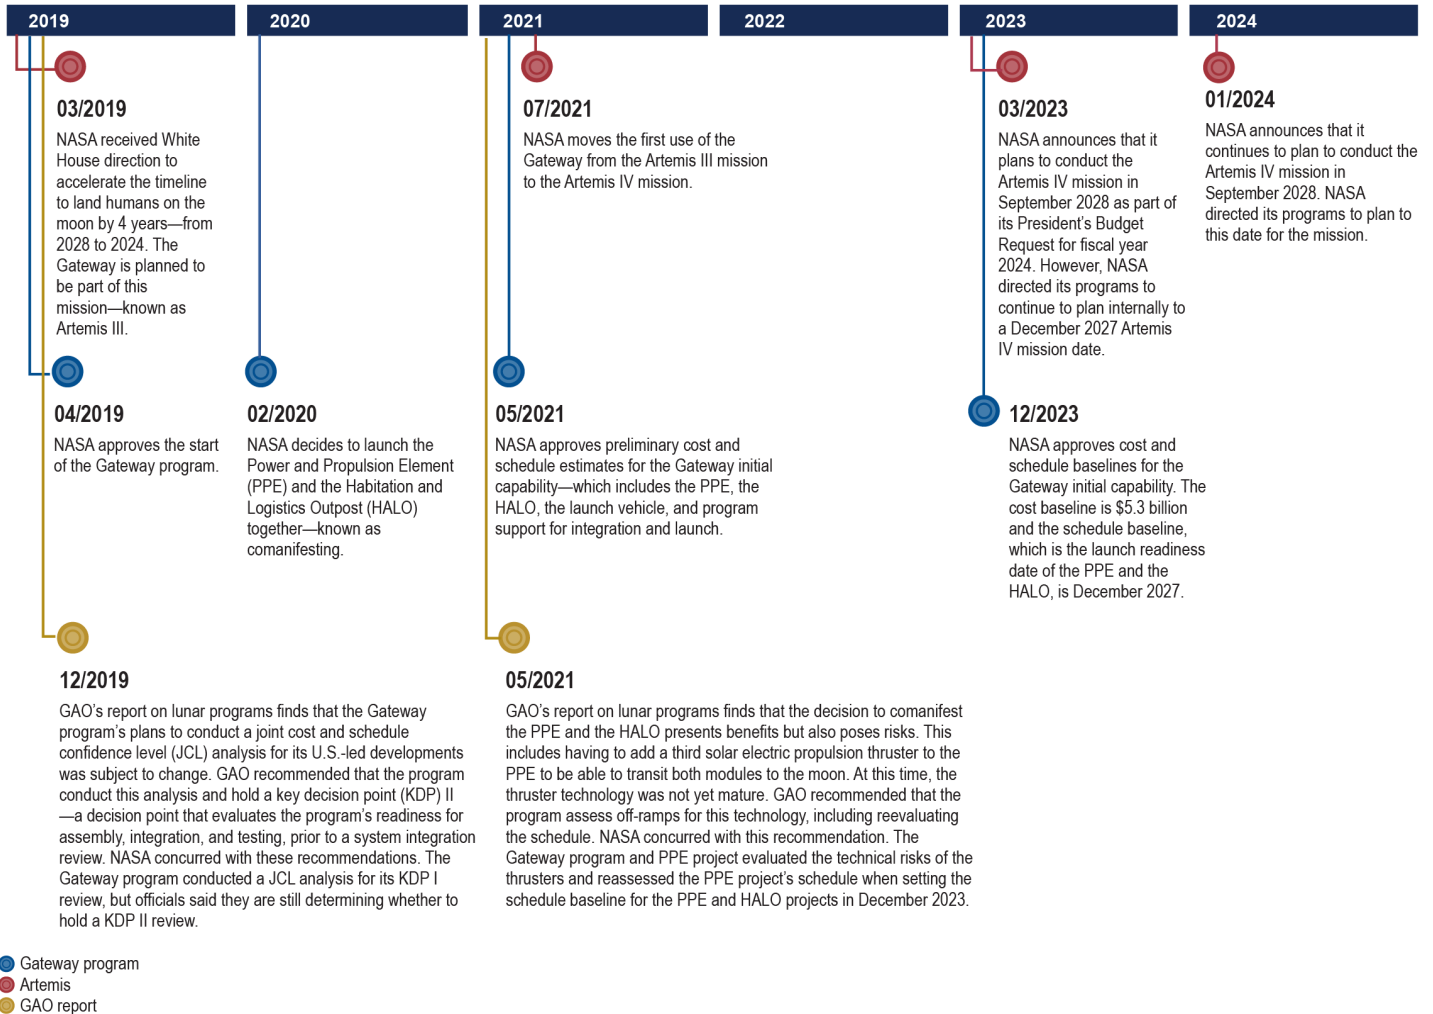 2019
2020
2021
2022
2023
2024
03/2019
NASA received White
House direction to
accelerate the timeline
to land humans on the
moon by 4 years—from
2028 to 2024. The
Gateway is planned to
be part of this
mission—known as
Artemis III.
07/2021
NASA moves the first use of the
Gateway from the Artemis III mission
to the Artemis IV mission.
03/2023
NASA announces that it
plans to conduct the
Artemis IV mission in
September 2028 as part of
its President's Budget
Request for fiscal year
2024. However, NASA
directed its programs to
continue to plan internally to
a December 2027 Artemis
IV mission date.
01/2024
NASA announces that it
continues to plan to conduct the
Artemis IV mission in
September 2028. NASA
directed its programs to plan to
this date for the mission.
04/2019
NASA approves the start
of the Gateway program.
02/2020
NASA decides to launch the
Power and Propulsion Element
(PPE) and the Habitation and
Logistics Outpost (HALO)
together—known as
comanifesting.
05/2021
NASA approves preliminary cost and
schedule estimates for the Gateway initial
capability—which includes the PPE, the
HALO, the launch vehicle, and program
support for integration and launch.
12/2023
NASA approves cost and
schedule baselines for the
Gateway initial capability. The
cost baseline is $5.3 billion
and the schedule baseline,
which is the launch readiness
date of the PPE and the
HALO, is December 2027.
12/2019
GAO's report on lunar programs finds that the Gateway
program's plans to conduct a joint cost and schedule
confidence level (JCL) analysis for its U.S.-led developments
was subject to change. GAO recommended that the program
conduct this analysis and hold a key decision point (KDP) II
—a decision point that evaluates the program's readiness for
assembly, integration, and testing, prior to a system integration
review. NASA concurred with these recommendations. The
Gateway program conducted a JCL analysis for its KDP I
review, but officials said they are still determining whether to
hold a KDP II review.
05/2021
GAO's report on lunar programs finds that the decision to comanifest
the PPE and the HALO presents benefits but also poses risks. This
includes having to add a third solar electric propulsion thruster to the
PPE to be able to transit both modules to the moon. At this time, the
thruster technology was not yet mature. GAO recommended that the
program assess off-ramps for this technology, including reevaluating
the schedule. NASA concurred with this recommendation. The
Gateway program and PPE project evaluated the technical risks of the
thrusters and reassessed the PPE project's schedule when setting the
schedule baseline for the PPE and HALO projects in December 2023.
Gateway program
Artemis
GAO report